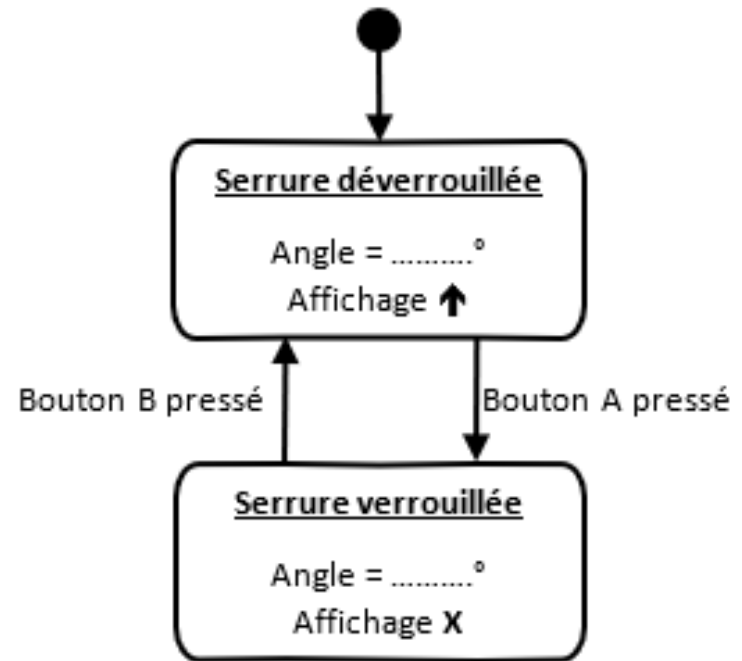 Serrure déverrouillée
Angle = ..........°
Affichage ↑
Bouton B pressé
Bouton A pressé
Serrure verrouillée
Angle = ..........°
Affichage X